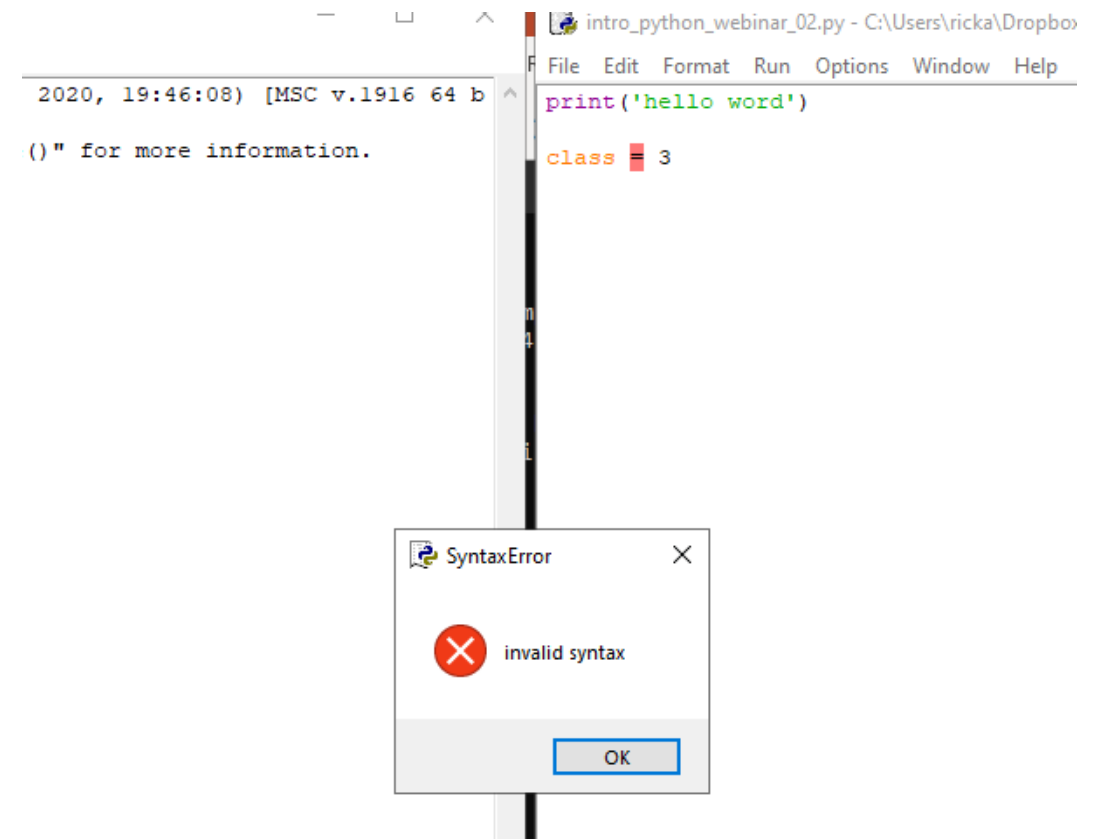 2020, 19:46:08) [MSC v.1916 64 b
()" for more information.
intro_python_webinar_02.py - C:\Users\ricka\Dropbox
File Edit Format Run Options Window Help
print('hello word')
class = 3
SyntaxError
invalid syntax
OK